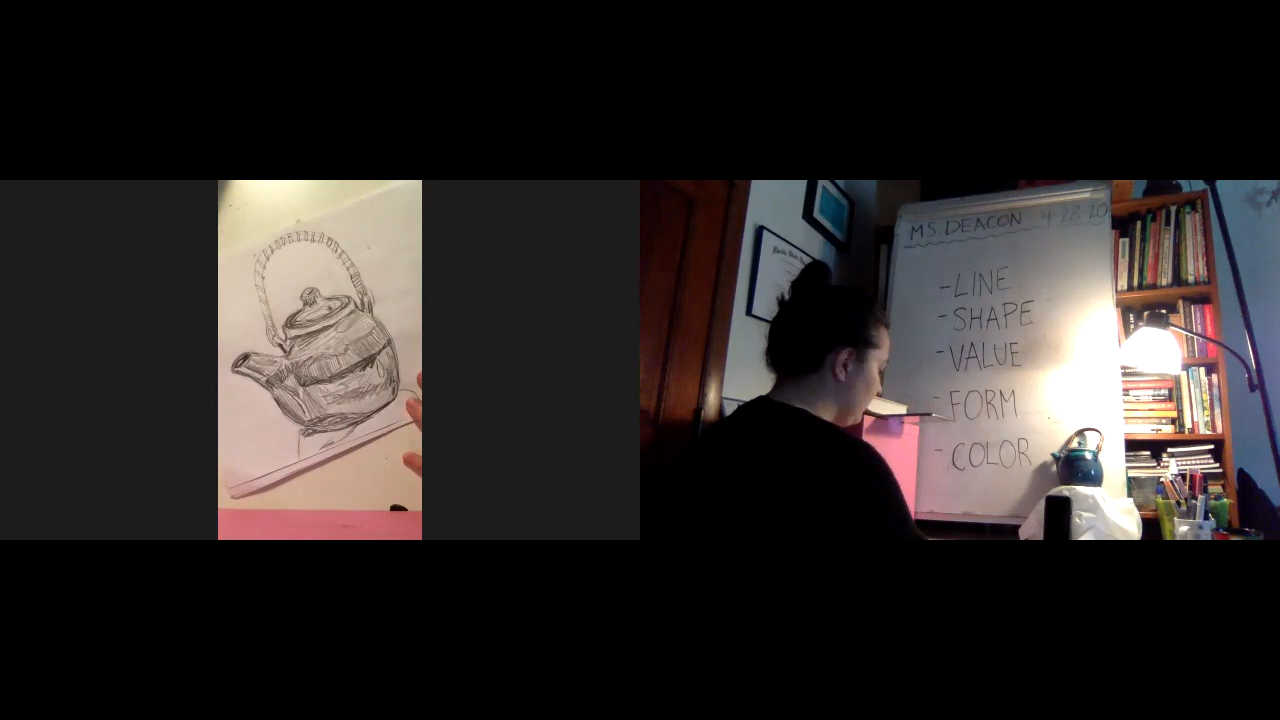 MS. DEACON 4-28-20
-LINE
-SHAPE
-VALUE
-FORM
-COLOR